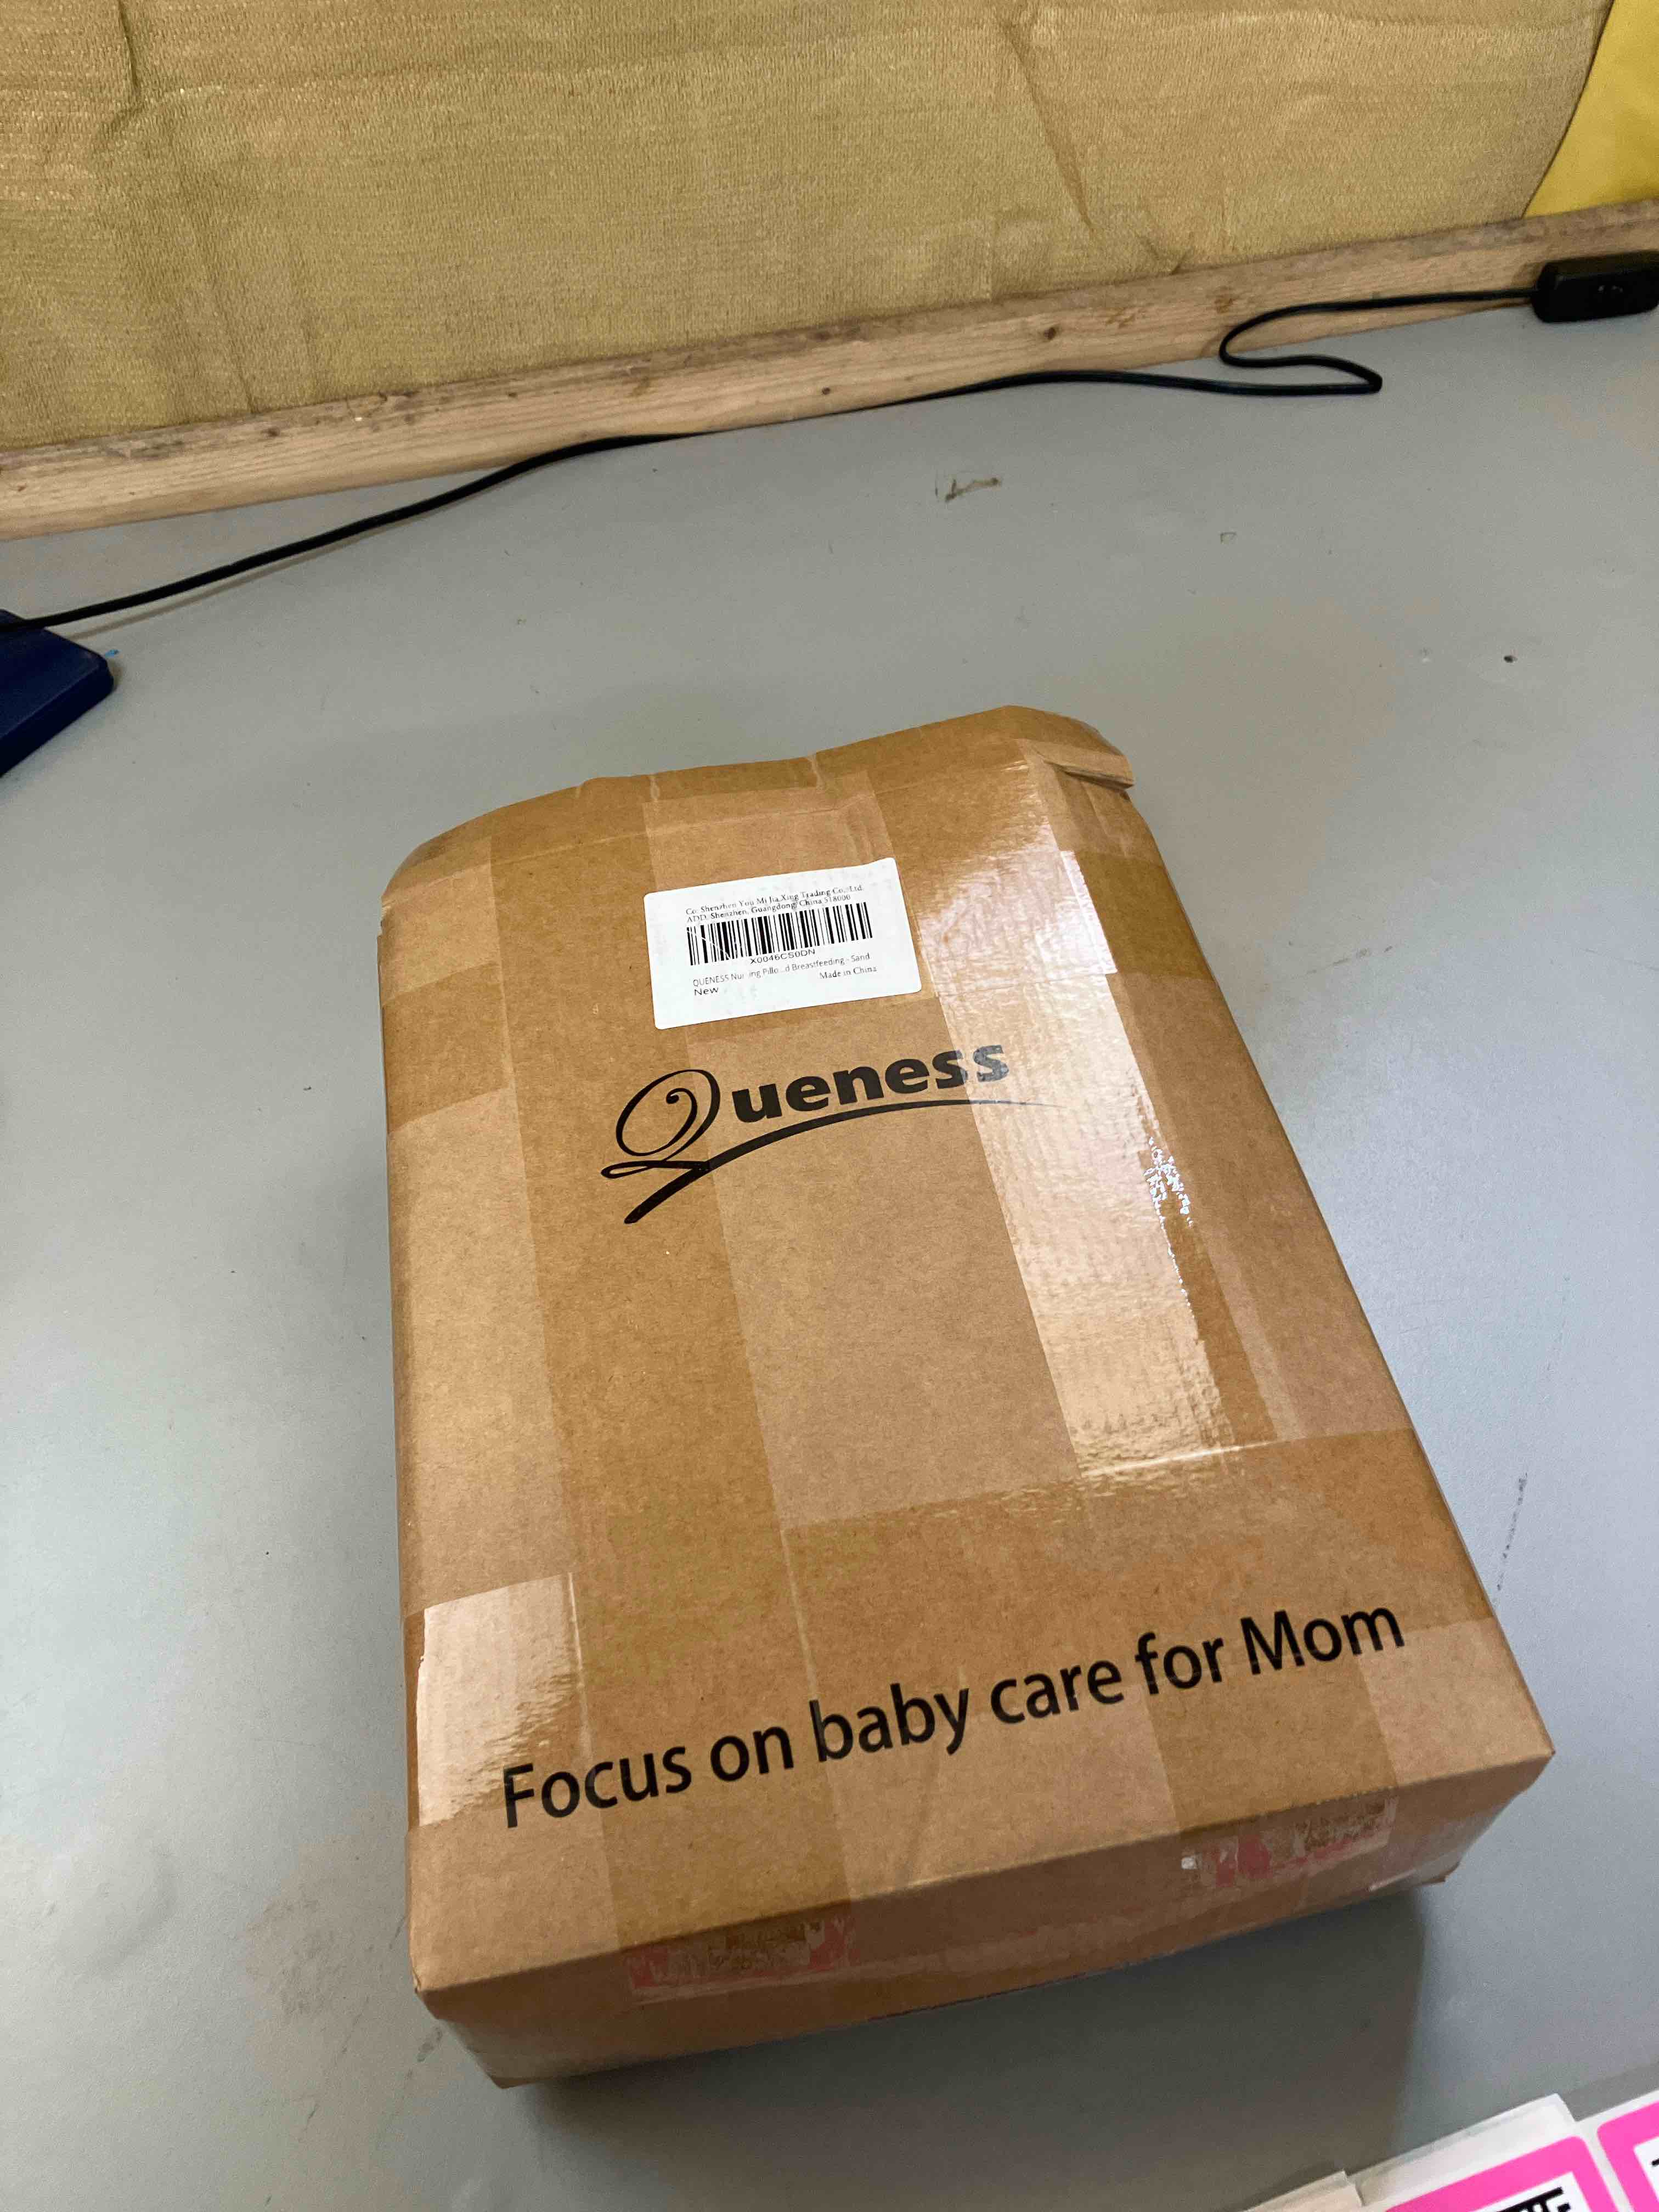 Co: Shenzhen You Mi Jia Xing Trading Co., Ltd.
ADD: Shenzhen, Guangdong, China 518000
X0046CS0DN
QUENESS Nursing Pillo...d Breastfeeding - Sand
New
Made in China
Queness
Focus on baby care for Mom